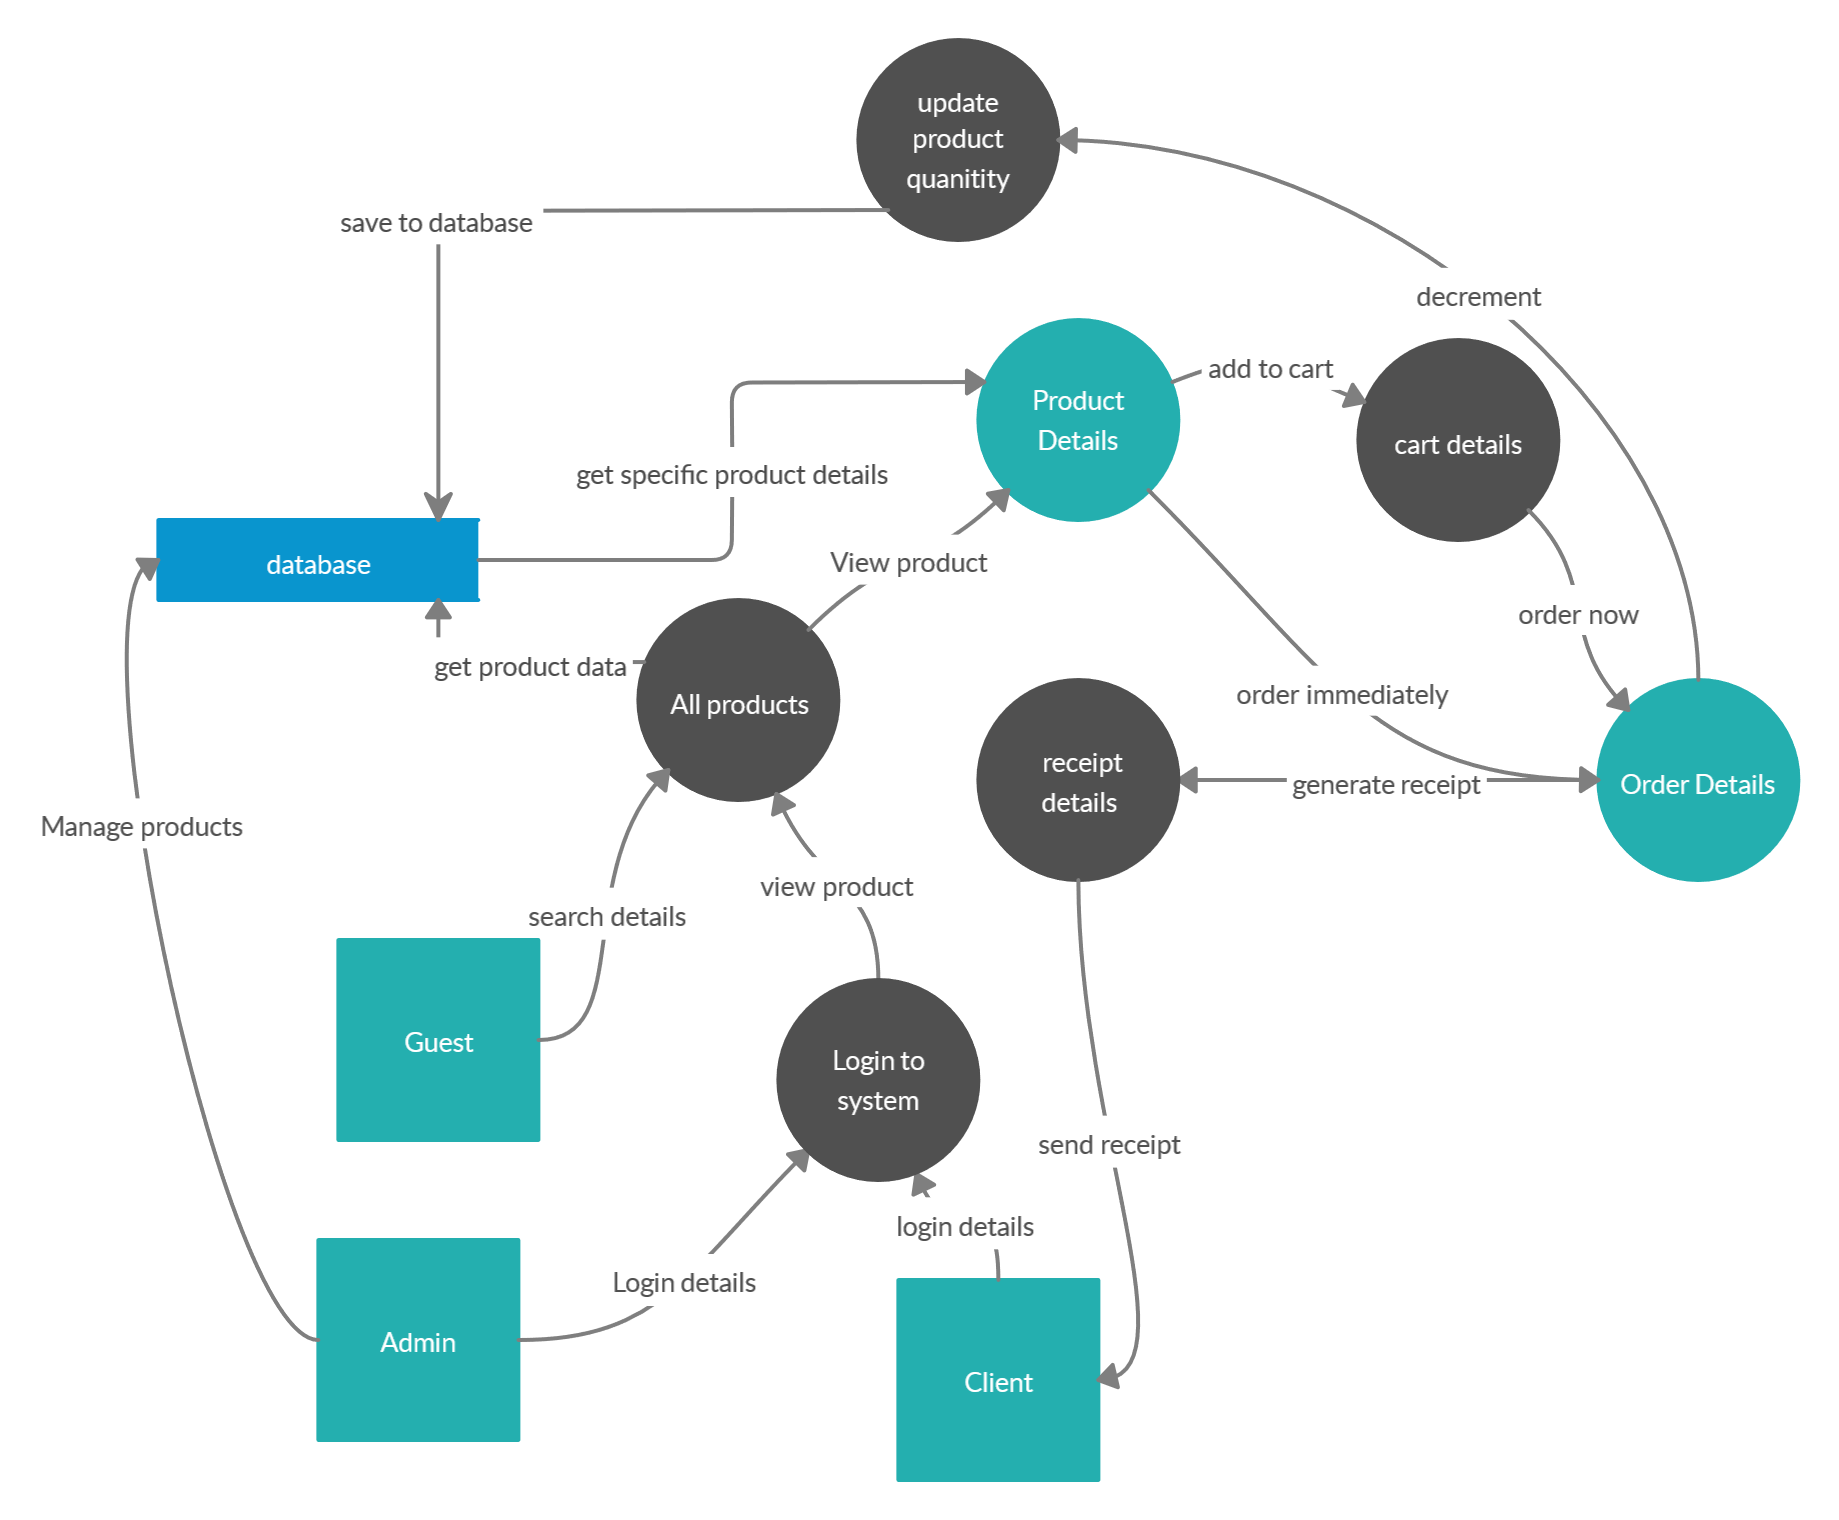 update
product
quanitity
save to database
decrement
add to cart
Product
Details
cart details
get specific product details
View product
database
order now
get product data
All products
order immediately
receipt
details
generate receipt
Order Details
Manage products
view product
search details
Guest
Login to
system
send receipt
login details
Login details
Admin
Client